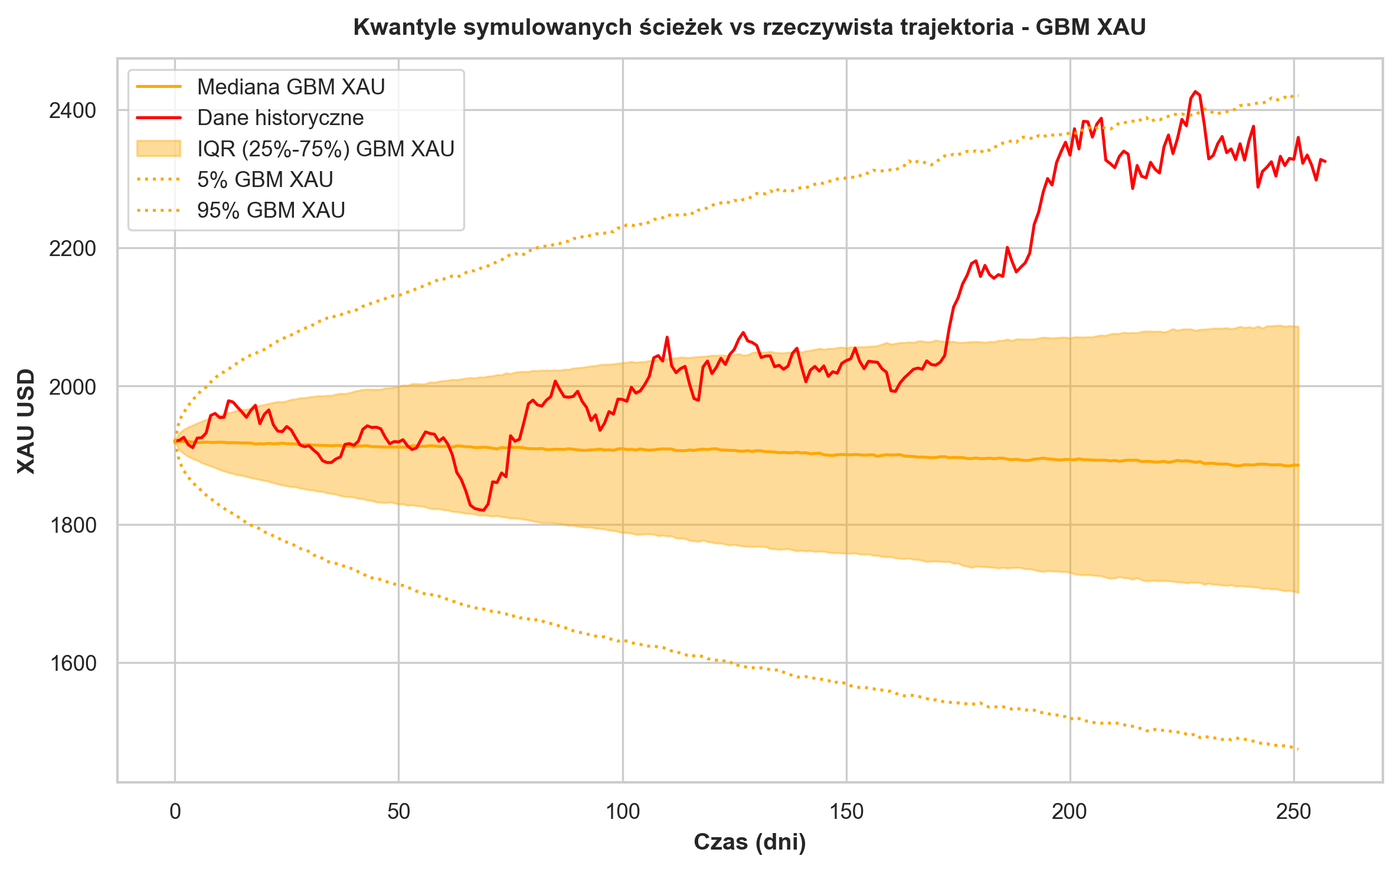 Kwantyle symulowanych ścieżek vs rzeczywista trajektoria - GBM XAU
Mediana GBM XAU
Dane historyczne
IQR (25%-75%) GBM XAU
5% GBM XAU
95% GBM XAU
2400
2200
2000
1800
1600
XAU USD
0
50
100
150
200
250
Czas (dni)